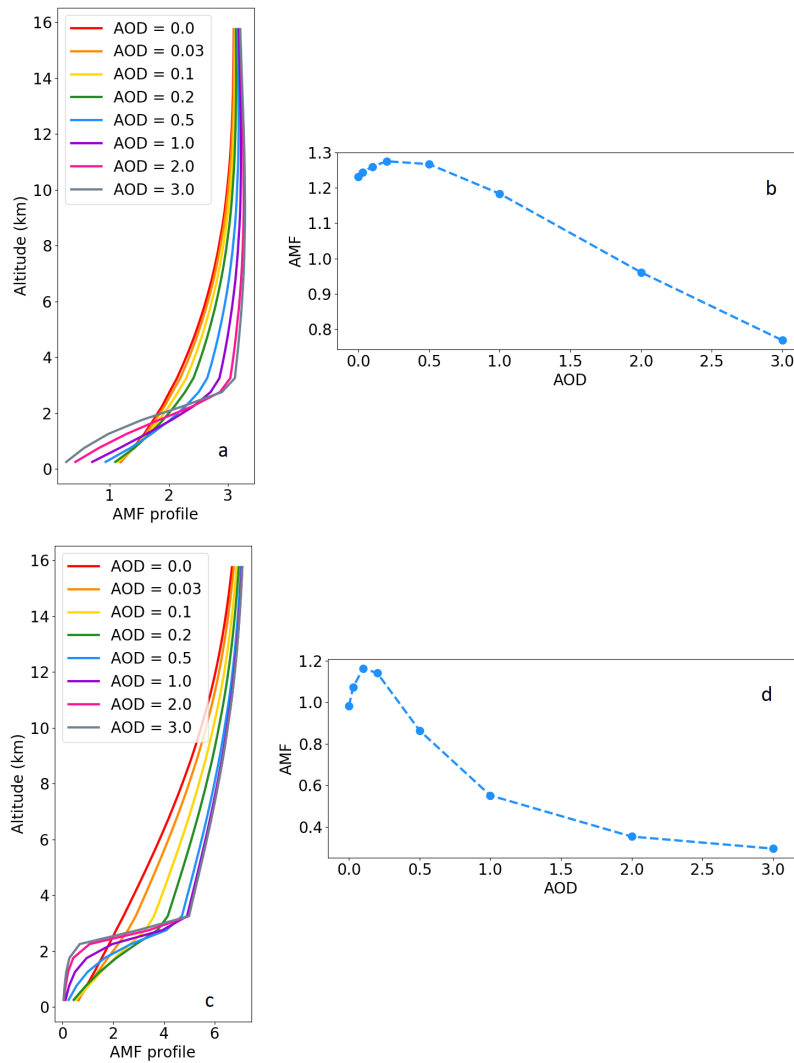 16
14
12
10
8
6
4
2
0
Altitude (km)
AOD = 0.0
AOD = 0.03
AOD = 0.1
AOD = 0.2
AOD = 0.5
AOD = 1.0
AOD = 2.0
AOD = 3.0
a
1 2 3
AMF profile
1.3
1.2
1.1
1.0
0.9
0.8
AMF
b
0.0 0.5 1.0 1.5 2.0 2.5 3.0
AOD
16
14
12
10
8
6
4
2
0
Altitude (km)
AOD = 0.0
AOD = 0.03
AOD = 0.1
AOD = 0.2
AOD = 0.5
AOD = 1.0
AOD = 2.0
AOD = 3.0
c
0 2 4 6
AMF profile
1.2
1.0
0.8
0.6
0.4
AMF
d
0.0 0.5 1.0 1.5 2.0 2.5 3.0
AOD